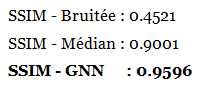 SSIM - Bruitée : 0.4521
SSIM - Médian : 0.9001
SSIM - GNN : 0.9596